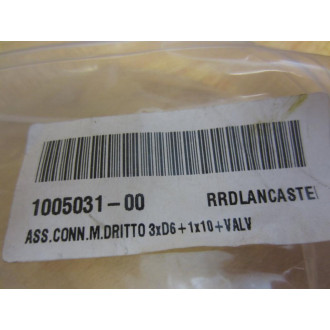 1005031-00 RRDLANCASTE
ASS.CONN.M.DRITTO 3xD6+1x10+VALV